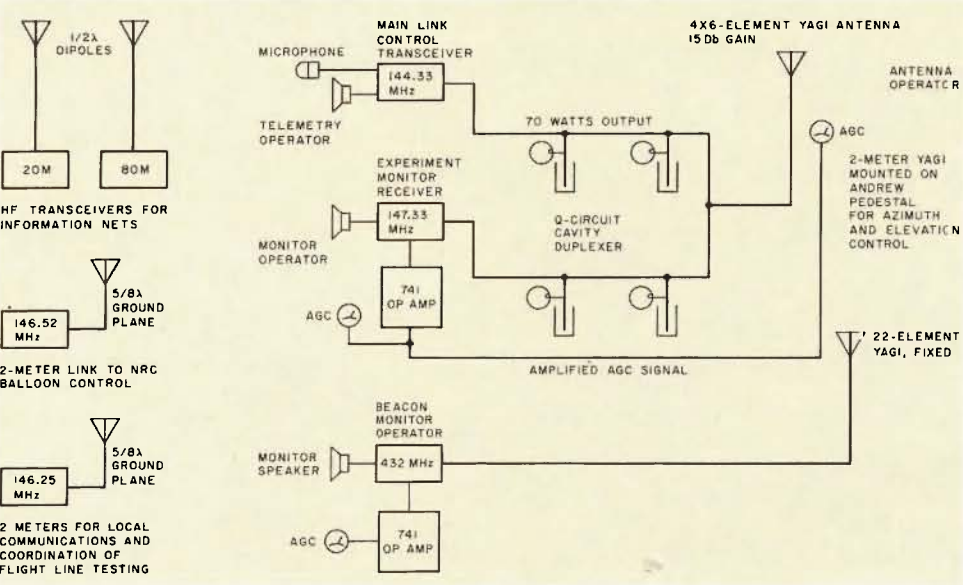 1/2λ
DIPOLES
20M
80M
HF TRANSCEIVERS FOR
INFORMATION NETS
5/8λ
GROUND
PLANE
146.52
MHz
2-METER LINK TO NRC
BALLOON CONTROL
5/8λ
GROUND
PLANE
146.25
MHz
2 METERS FOR LOCAL
COMMUNICATIONS AND
COORDINATION OF
FLIGHT LINE TESTING
MAIN LINK
CONTROL
TRANSCEIVER
MICROPHONE
144.33
MHz
TELEMETRY
OPERATOR
70 WATTS OUTPUT
EXPERIMENT
MONITOR
RECEIVER
147.33
MHz
MONITOR
OPERATOR
Q-CIRCUIT
CAVITY
DUPLEXER
741
OP AMP
AGC
AMPLIFIED AGC SIGNAL
4X6-ELEMENT YAGI ANTENNA
15Db GAIN
ANTENNA
OPERATOR
AGC
2-METER YAGI
MOUNTED ON
ANDREW
PEDESTAL
FOR AZIMUTH
AND ELEVATION
CONTROL
22-ELEMENT
YAGI, FIXED
BEACON
MONITOR
OPERATOR
MONITOR
SPEAKER
432 MHz
741
OP AMP
AGC